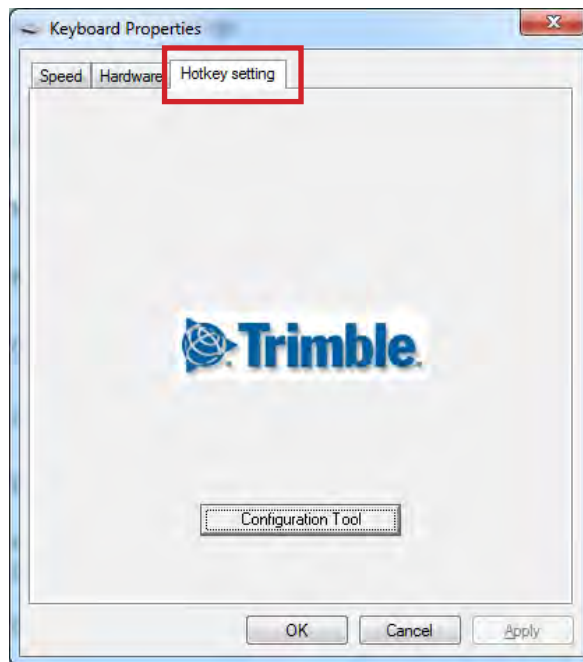 Keyboard Properties
Speed Hardware Hotkey setting
Trimble.
Configuration Tool
OK Cancel Apply